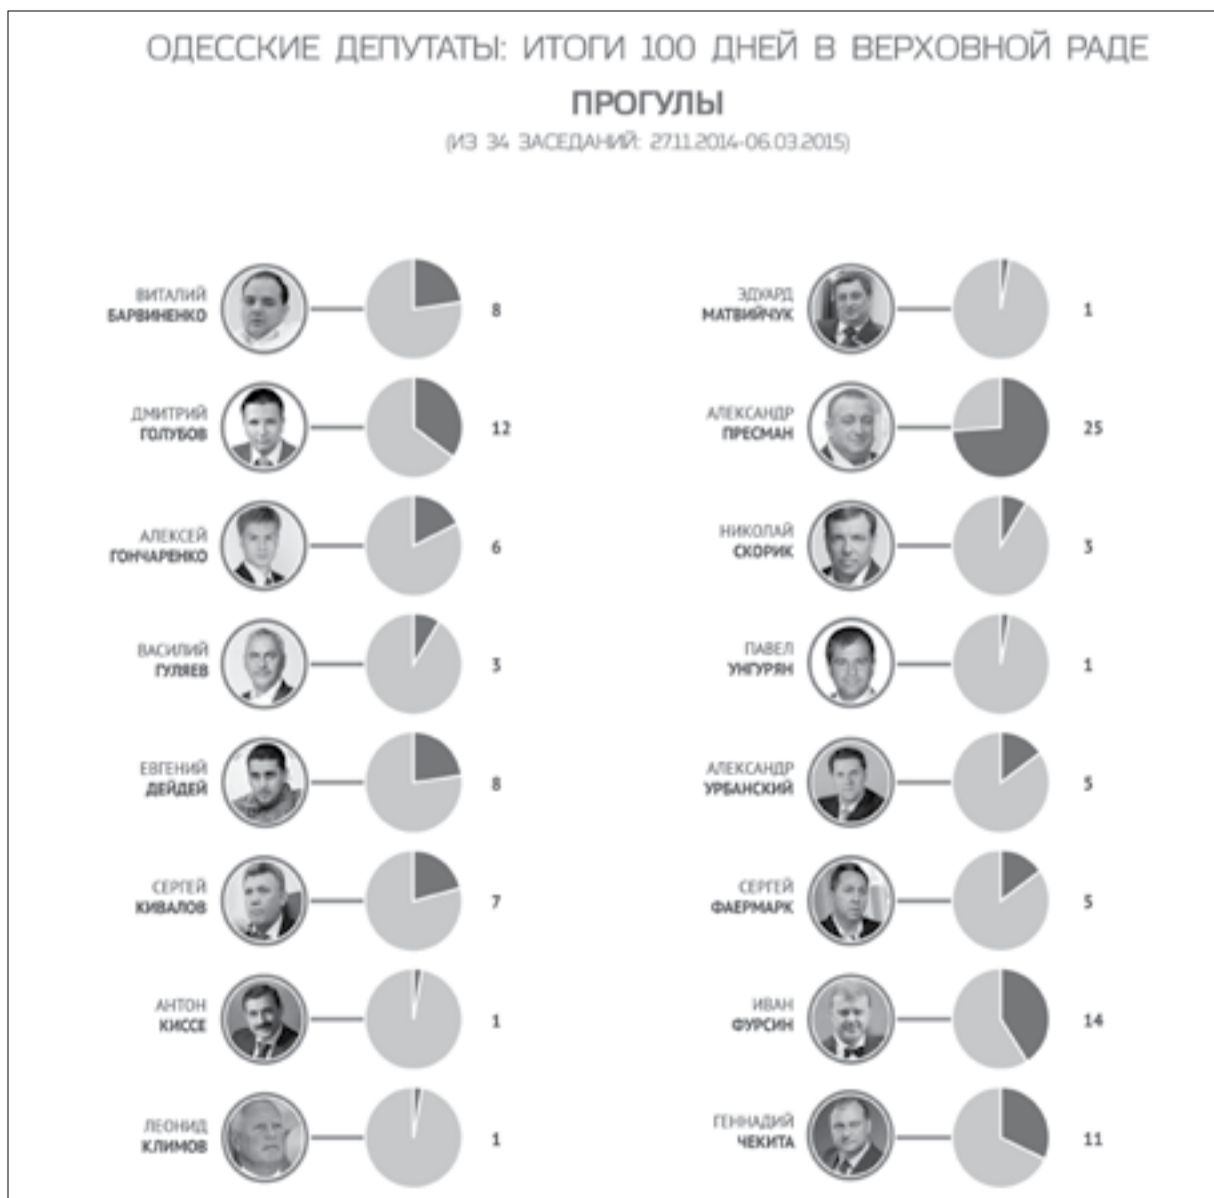 ОДЕССКИЕ ДЕПУТАТЫ: ИТОГИ 100 ДНЕЙ В ВЕРХОВНОЙ РАДЕ
ПРОГУЛЫ
(ИЗ 34 ЗАСЕДАНИЙ: 27.11.2014-06.03.2015)
ВИТАЛИЙ
БАРВИНЕНКО
8
ДМИТРИЙ
ГОЛУБОВ
12
АЛЕКСЕЙ
ГОНЧАРЕНКО
6
ВАСИЛИЙ
ГУЛЯЕВ
3
ЕВГЕНИЙ
ДЕЙДЕЙ
8
СЕРГЕЙ
КИВАЛОВ
7
АНТОН
КИССЕ
1
ЛЕОНИД
КЛИМОВ
1
ЭДУАРД
МАТВИЙЧУК
1
АЛЕКСАНДР
ПРЕСМАН
25
НИКОЛАЙ
СКОРИК
3
ПАВЕЛ
УНГУРЯН
1
АЛЕКСАНДР
УРБАНСКИЙ
5
СЕРГЕЙ
ФАЕРМАРК
5
ИВАН
ФУРСИН
14
ГЕННАДИЙ
ЧЕКИТА
11